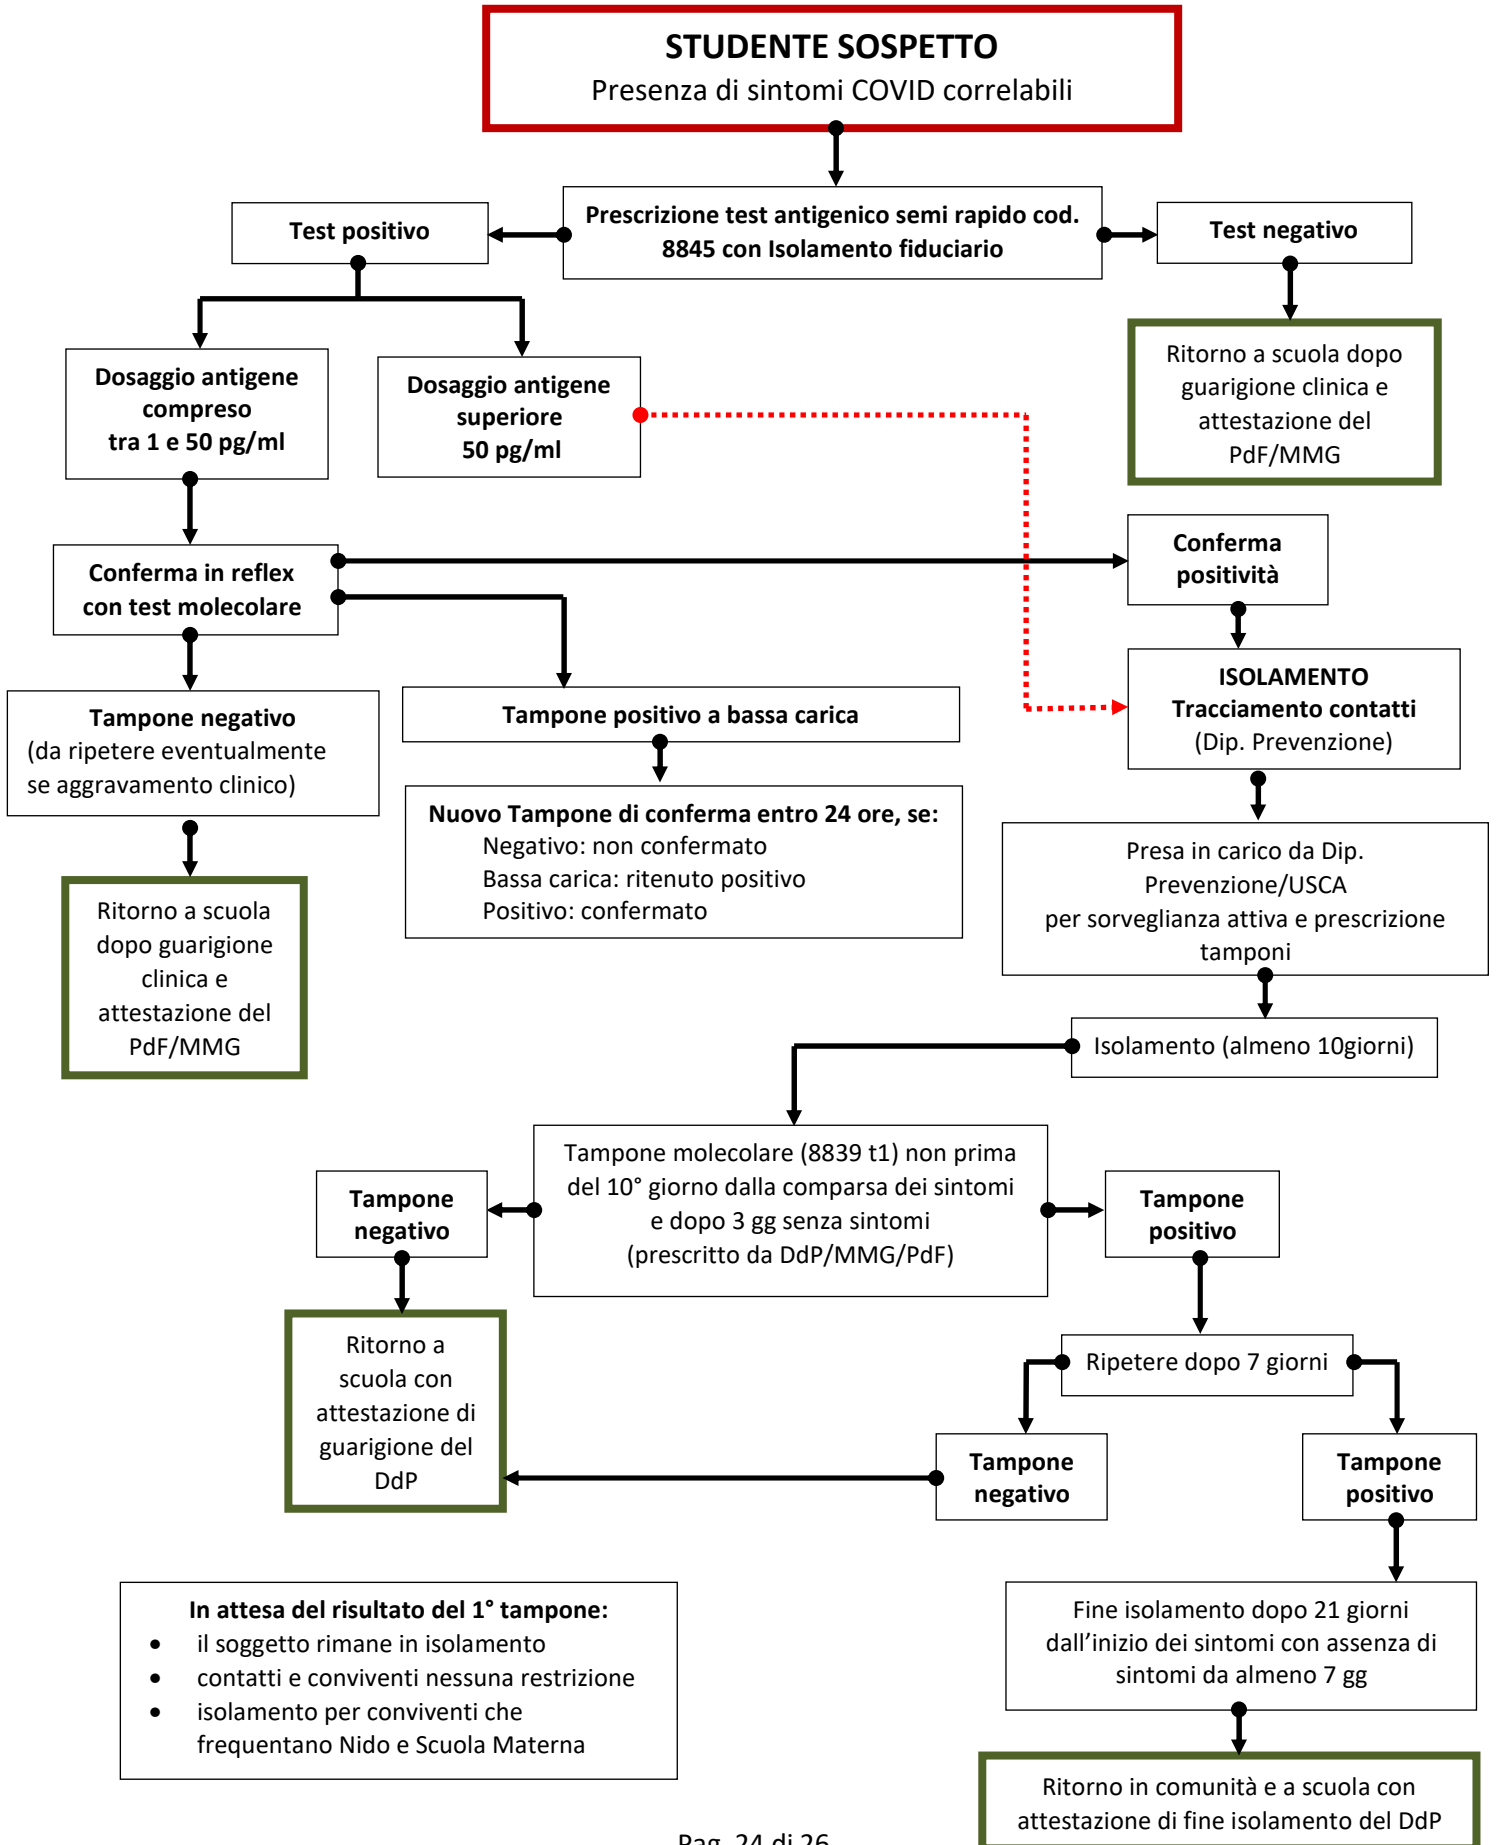 STUDENTE SOSPETTO
Presenza di sintomi COVID correlabili
Test positivo
Prescrizione test antigenico semi rapido cod.
8845 con Isolamento fiduciario
Test negativo
Dosaggio antigene
compreso
tra 1 e 50 pg/ml
Dosaggio antigene
superiore
50 pg/ml
Ritorno a scuola dopo
guarigione clinica e
attestazione del
PdF/MMG
Conferma in reflex
con test molecolare
Conferma
positività
Tampone negativo
(da ripetere eventualmente
se aggravamento clinico)
Tampone positivo a bassa carica
ISOLAMENTO
Tracciamento contatti
(Dip. Prevenzione)
Nuovo Tampone di conferma entro 24 ore, se:
Negativo: non confermato
Bassa carica: ritenuto positivo
Positivo: confermato
Presa in carico da Dip.
Prevenzione/USCA
per sorveglianza attiva e prescrizione
tamponi
Ritorno a scuola
dopo guarigione
clinica e
attestazione del
PdF/MMG
Isolamento (almeno 10giorni)
Tampone molecolare (8839 t1) non prima
del 10° giorno dalla comparsa dei sintomi
e dopo 3 gg senza sintomi
(prescritto da DdP/MMG/PdF)
Tampone
negativo
Tampone
positivo
Ritorno a
scuola con
attestazione di
guarigione del
DdP
Ripetere dopo 7 giorni
Tampone
negativo
Tampone
positivo
In attesa del risultato del 1° tampone:
• il soggetto rimane in isolamento
• contatti e conviventi nessuna restrizione
• isolamento per conviventi che
frequentano Nido e Scuola Materna
Fine isolamento dopo 21 giorni
dall'inizio dei sintomi con assenza di
sintomi da almeno 7 gg
Ritorno in comunità e a scuola con
attestazione di fine isolamento del DdP
Pag. 24 di 26